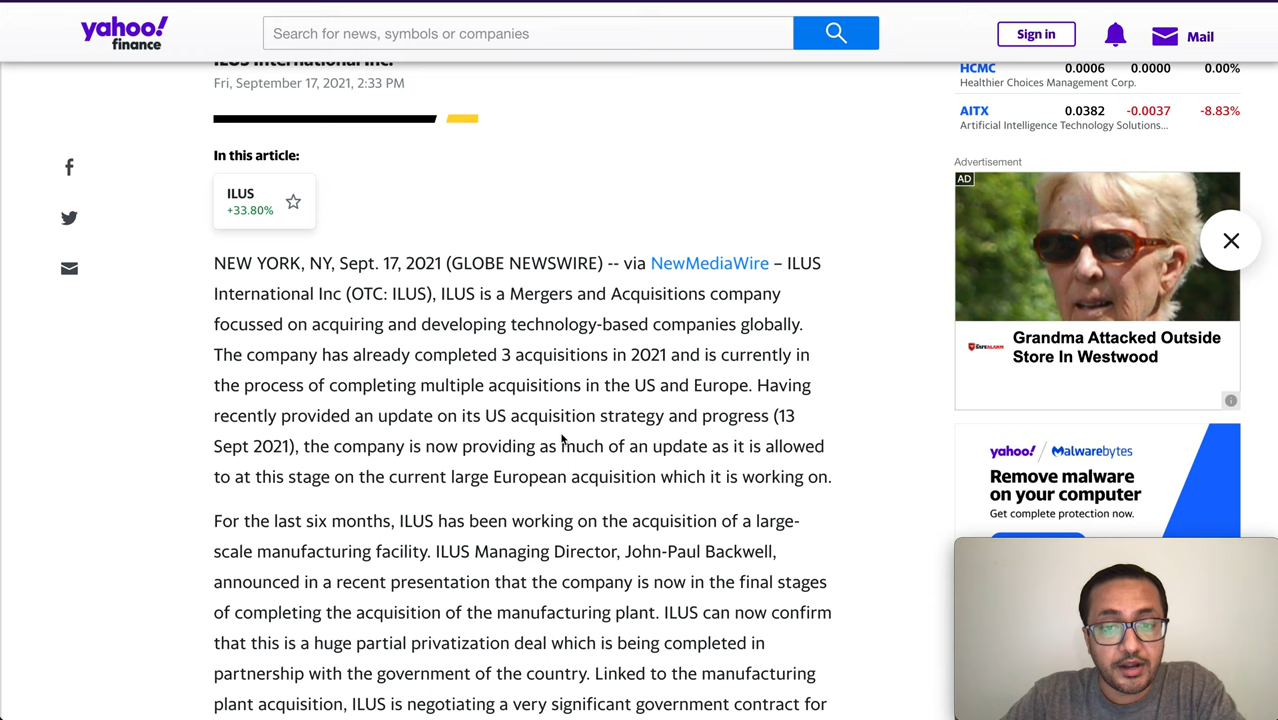 yahoo!
finance
Search for news, symbols or companies
Sign in
Mail
ILUS International Inc.
Fri, September 17, 2021, 2:33 PM
In this article:
ILUS
+33.80%
NEW YORK, NY, Sept. 17, 2021 (GLOBE NEWSWIRE) -- via NewMediaWire – ILUS
International Inc (OTC: ILUS), ILUS is a Mergers and Acquisitions company
focussed on acquiring and developing technology-based companies globally.
The company has already completed 3 acquisitions in 2021 and is currently in
the process of completing multiple acquisitions in the US and Europe. Having
recently provided an update on its US acquisition strategy and progress (13
Sept 2021), the company is now providing as much of an update as it is allowed
to at this stage on the current large European acquisition which it is working on.
For the last six months, ILUS has been working on the acquisition of a large-
scale manufacturing facility. ILUS Managing Director, John-Paul Backwell,
announced in a recent presentation that the company is now in the final stages
of completing the acquisition of the manufacturing plant. ILUS can now confirm
that this is a huge partial privatization deal which is being completed in
partnership with the government of the country. Linked to the manufacturing
plant acquisition, ILUS is negotiating a very significant government contract for
HCMC 0.0006 0.0000 0.00%
Healthier Choices Management Corp.
AITX 0.0382 -0.0037 -8.83%
Artificial Intelligence Technology Solutions...
Advertisement
AD
Grandma Attacked Outside
Store In Westwood
yahoo! / Malwarebytes
Remove malware
on your computer
Get complete protection now.